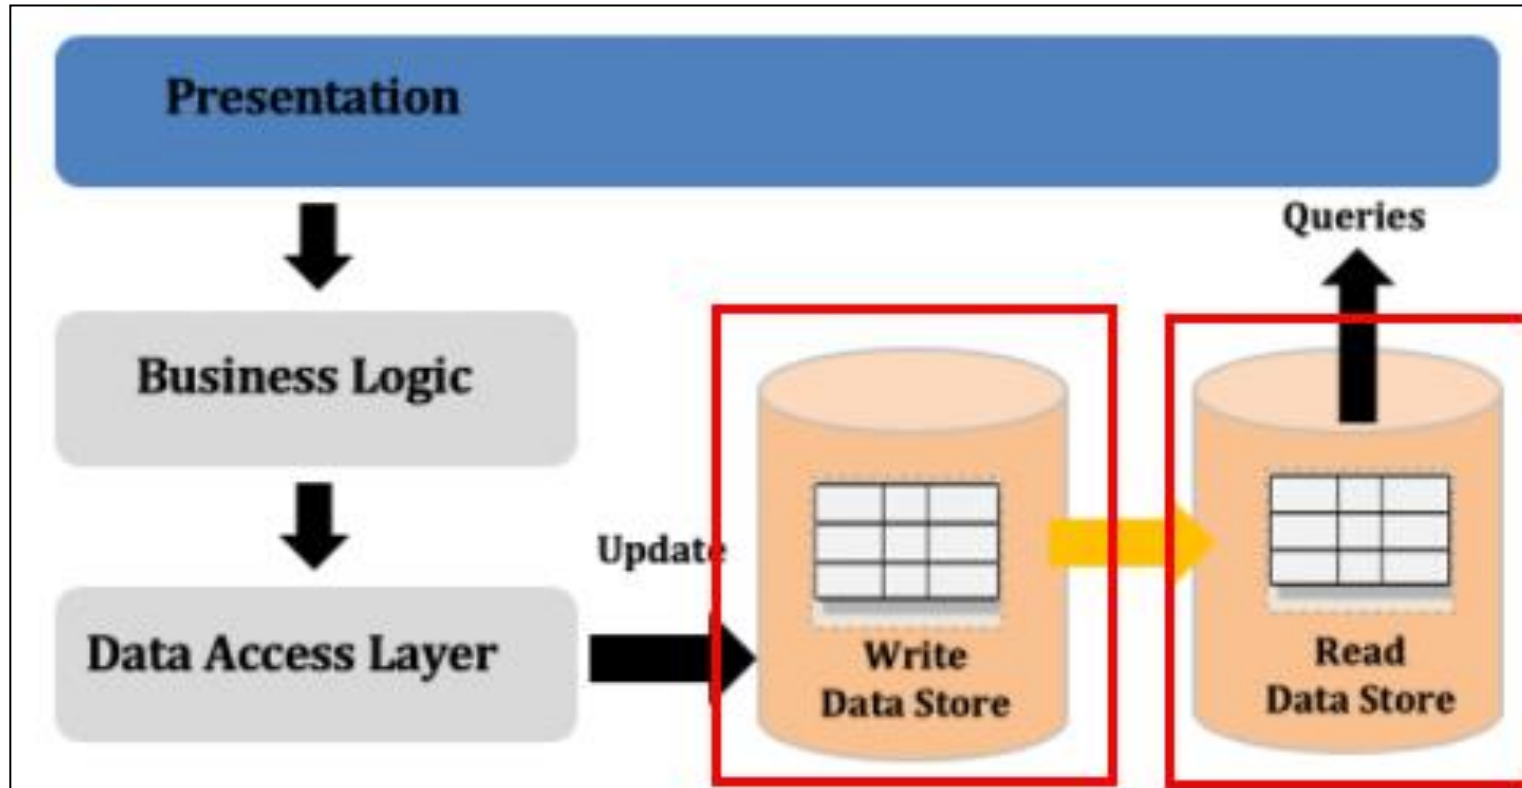 Presentation
Queries
Business Logic
Update
Data Access Layer
Write
Data Store
Read
Data Store